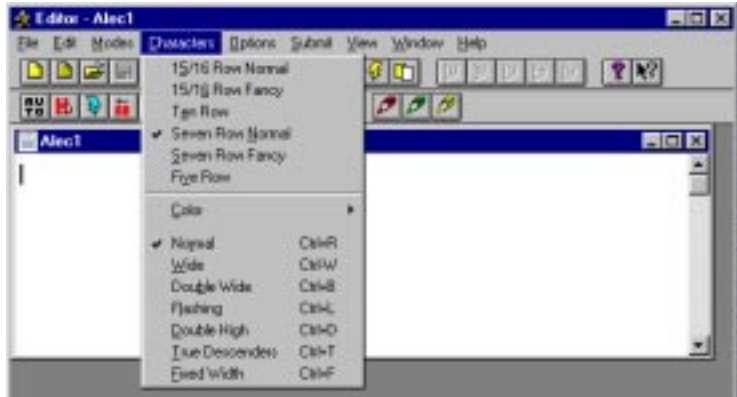 Editor - Alec1
File Edit Modes Characters Options Submit View Window Help
15/16 Row Normal
15/16 Row Fancy
Ten Row
AUTO
Seven Row Normal
Alec1
Seven Row Fancy
Five Row
Color
Normal Ctrl+R
Wide Ctrl+W
Double Wide Ctrl+B
Flashing Ctrl+L
Double High Ctrl+D
True Descenders Ctrl+T
Fixed Width Ctrl+F